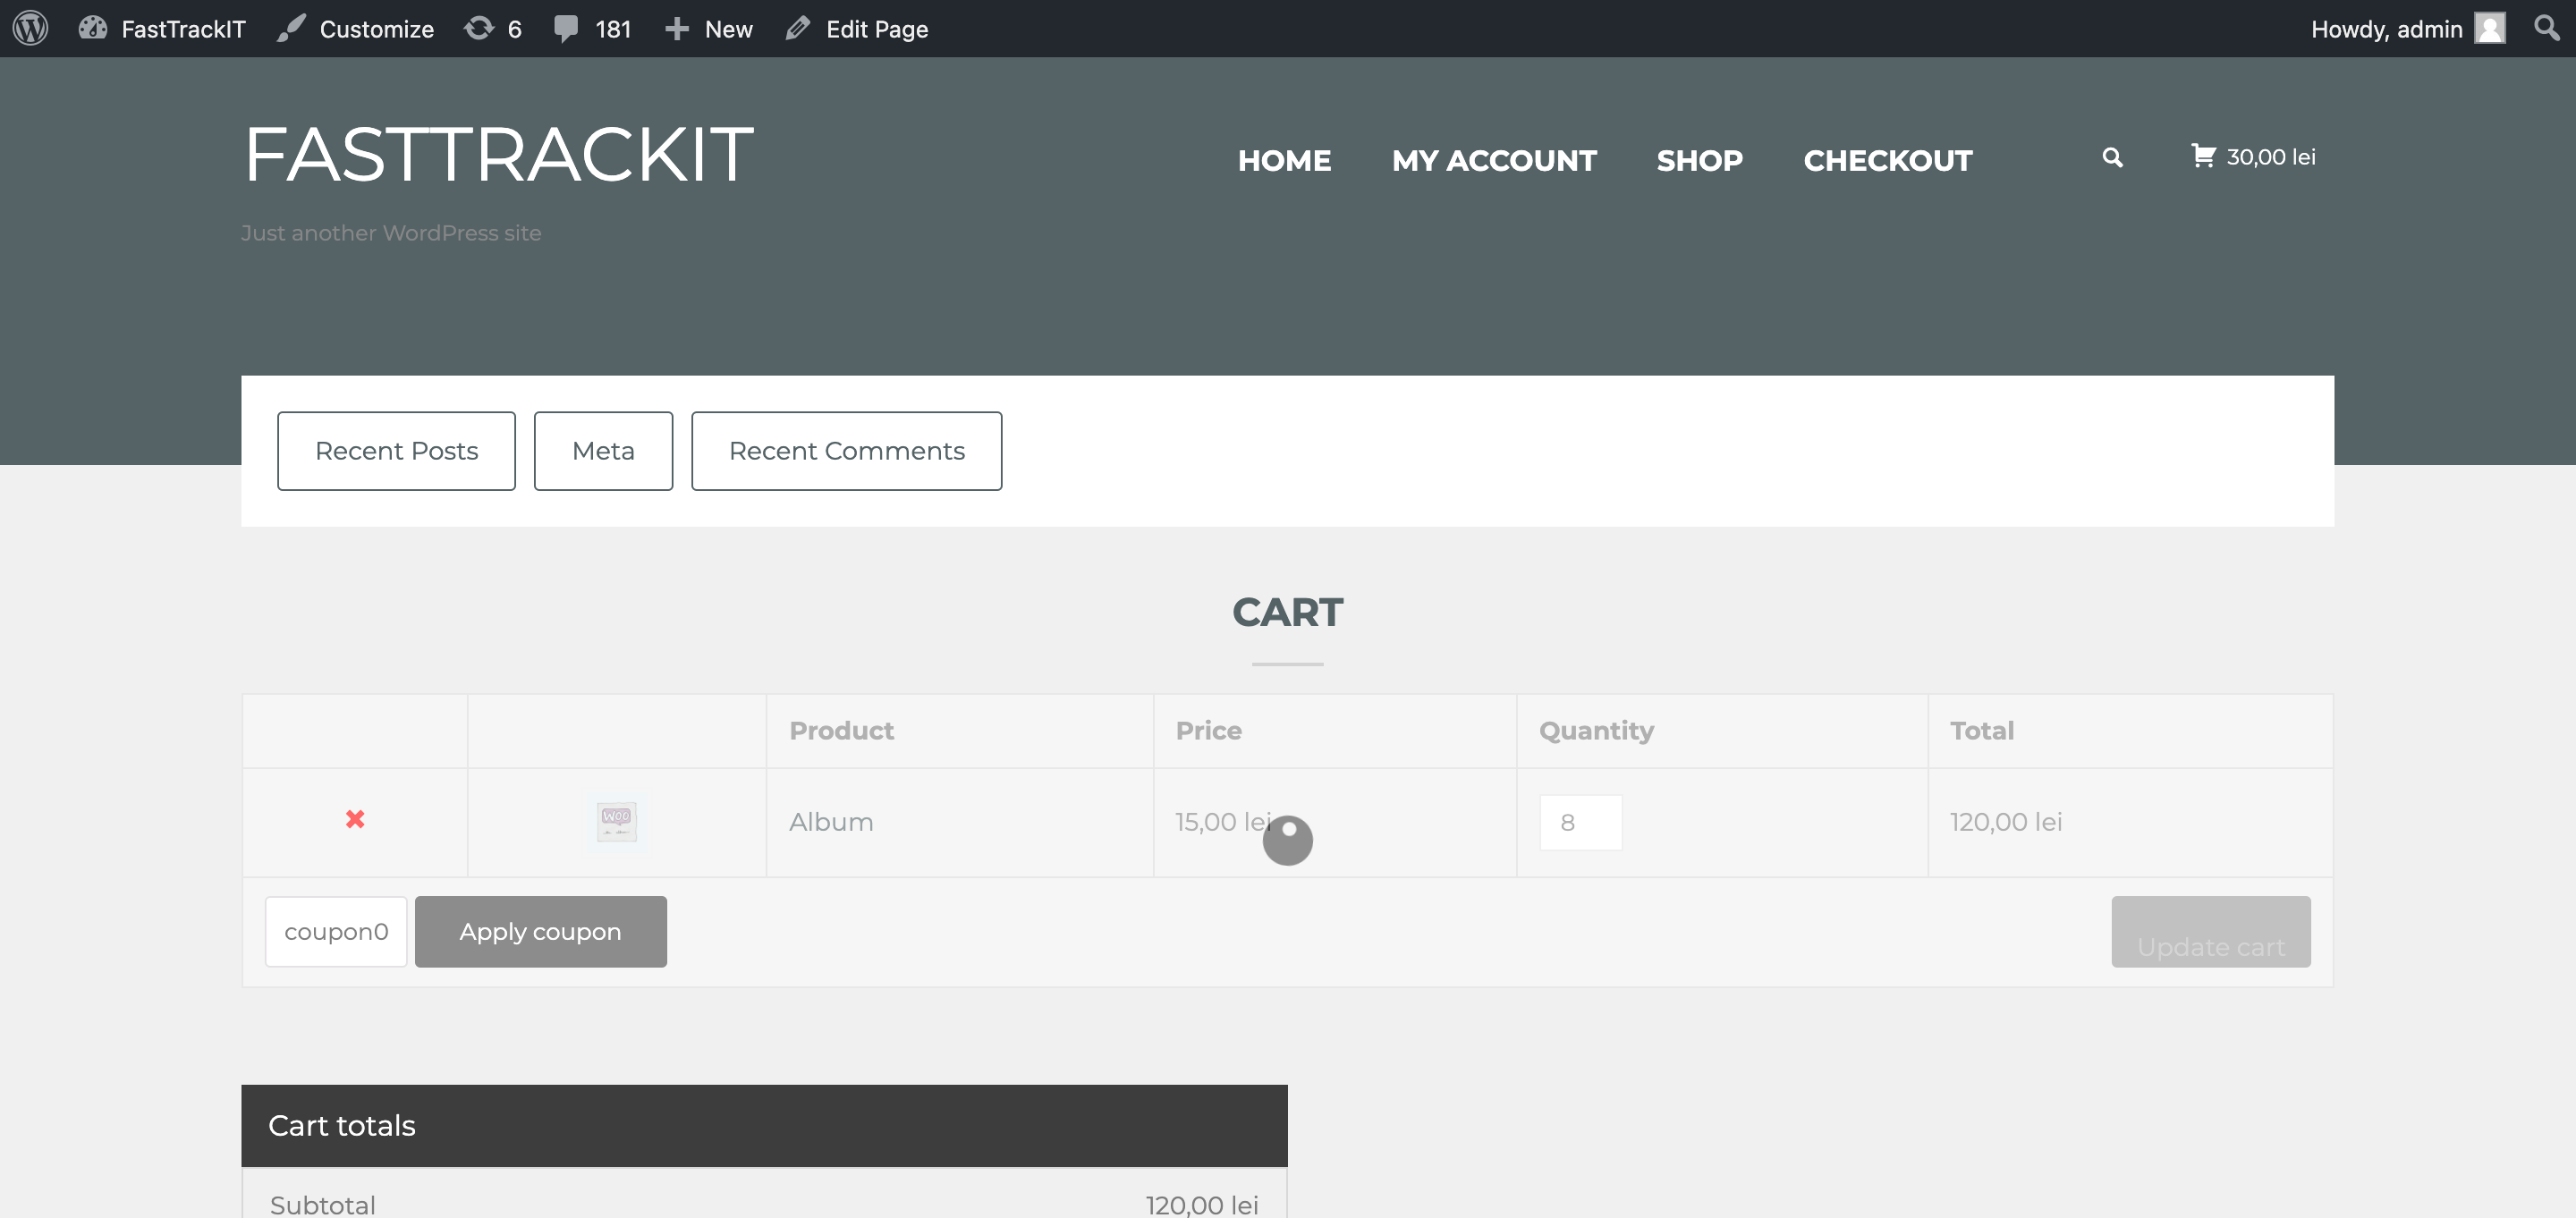 FastTrackIT Customize 6 181 New Edit Page Howdy, admin
FASTTRACKIT
HOME MY ACCOUNT SHOP CHECKOUT 30,00 lei
Just another WordPress site
Recent Posts Meta Recent Comments
CART
Product Price Quantity Total
WOO
Album 15,00 lei 8 120,00 lei
coupon0 Apply coupon Update cart
Cart totals
Subtotal 120,00 lei